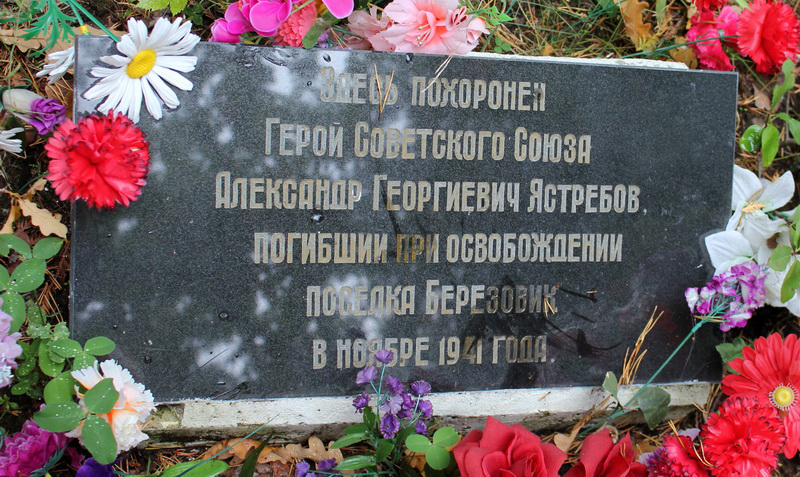 Здесь похоронен
Герой Советского Союза
Александр Георгиевич Ястребов,
погибший при освобождении
поселка Березовик
в ноябре 1941 года.